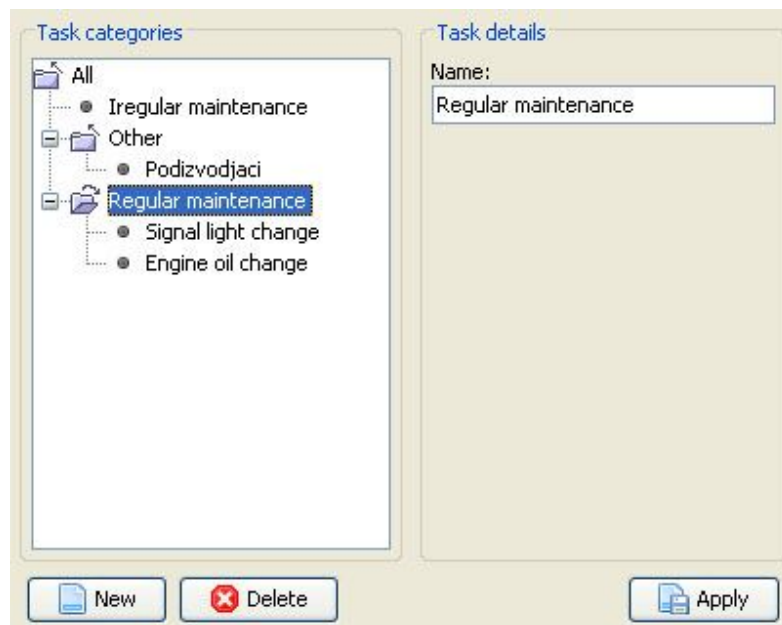 Task categories
All
Iregular maintenance
Other
Podizvodjaci
Regular maintenance
Signal light change
Engine oil change
Task details
Name:
Regular maintenance
New
Delete
Apply